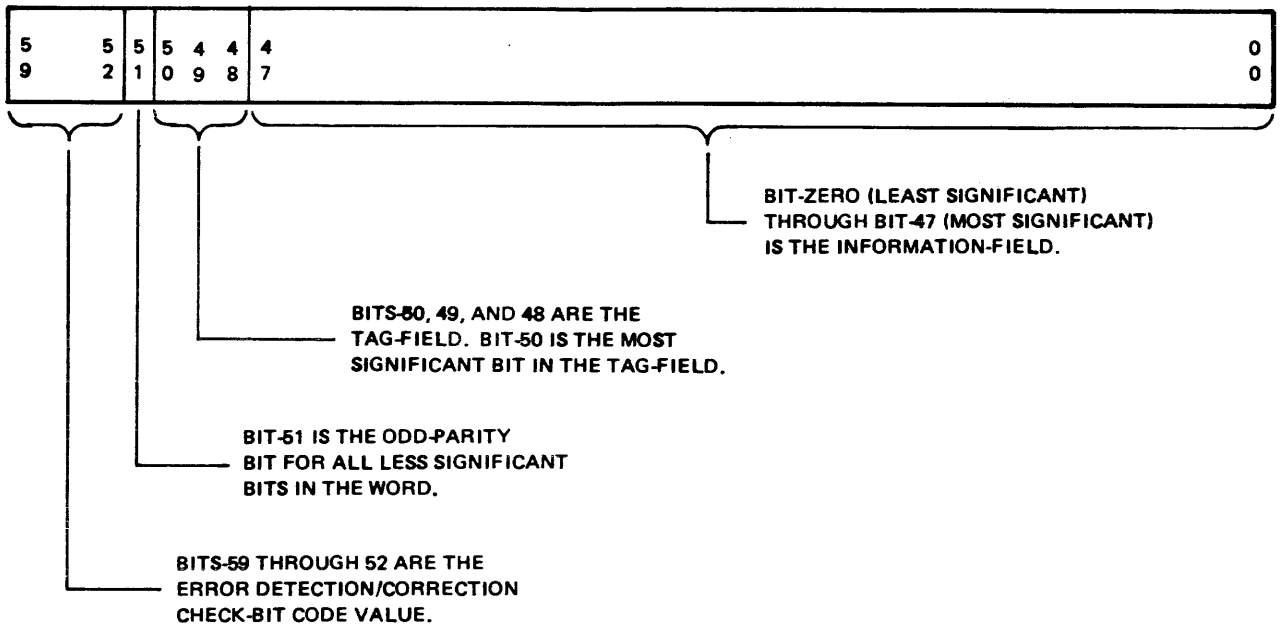 5 5 5 5 4 4 4 0
9 2 1 0 9 8 7 0
BIT-ZERO (LEAST SIGNIFICANT)
THROUGH BIT-47 (MOST SIGNIFICANT)
IS THE INFORMATION-FIELD.
BITS-50, 49, AND 48 ARE THE
TAG-FIELD. BIT-50 IS THE MOST
SIGNIFICANT BIT IN THE TAG-FIELD.
BIT-51 IS THE ODD-PARITY
BIT FOR ALL LESS SIGNIFICANT
BITS IN THE WORD.
BITS-59 THROUGH 52 ARE THE
ERROR DETECTION/CORRECTION
CHECK-BIT CODE VALUE.